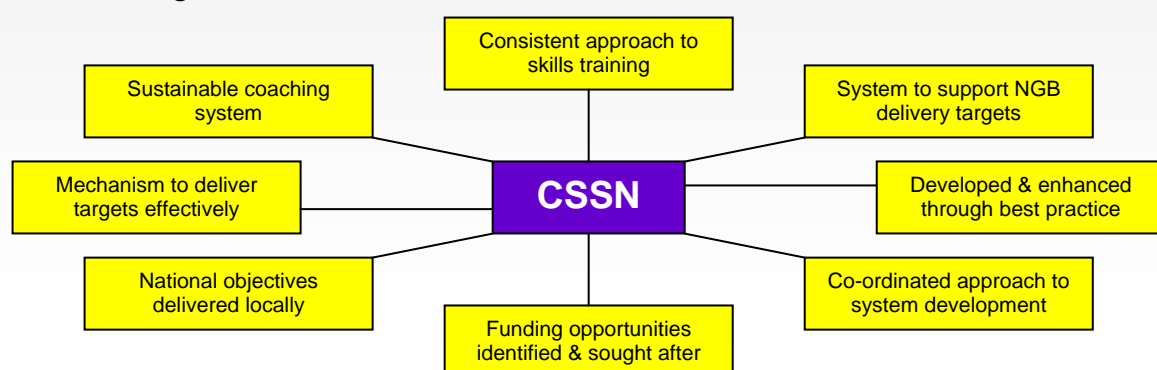 Consistent approach to
skills training
Sustainable coaching
system
System to support NGB
delivery targets
Mechanism to deliver
targets effectively
CSSN
Developed & enhanced
through best practice
National objectives
delivered locally
Co-ordinated approach to
system development
Funding opportunities
identified & sought after